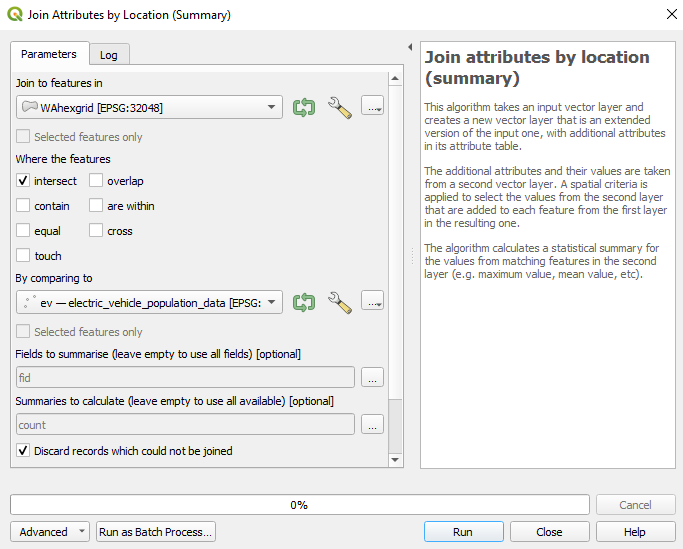 Join Attributes by Location (Summary)
Parameters
Log
Join to features in
WAhexgrid [EPSG:32048]
...
Selected features only
Where the features
intersect
overlap
contain
are within
equal
cross
touch
By comparing to
ev — electric_vehicle_population_data [EPSG:
...
Selected features only
Fields to summarise (leave empty to use all fields) [optional]
fid
...
Summaries to calculate (leave empty to use all available) [optional]
count
...
Discard records which could not be joined
Join attributes by location
(summary)
This algorithm takes an input vector layer and
creates a new vector layer that is an extended
version of the input one, with additional attributes
in its attribute table.
The additional attributes and their values are taken
from a second vector layer. A spatial criteria is
applied to select the values from the second layer
that are added to each feature from the first layer
in the resulting one.
The algorithm calculates a statistical summary for
the values from matching features in the second
layer (e.g. maximum value, mean value, etc).
0%
Cancel
Advanced
Run as Batch Process...
Run
Close
Help